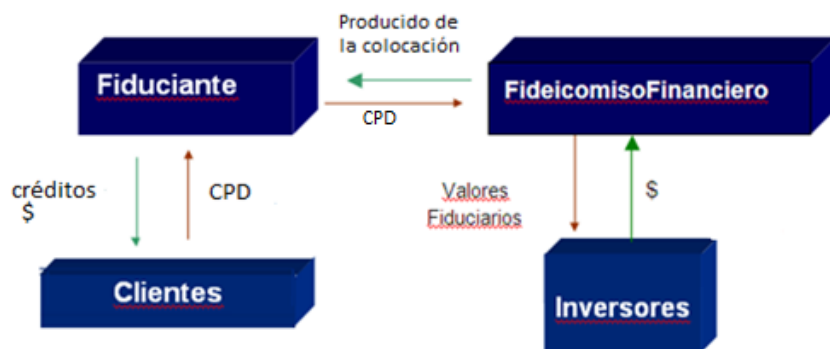 Producido de
la colocación
Fiduciante
FideicomisoFinanciero
CPD
créditos
$
CPD
Valores
Fiduciarios
$
Clientes
Inversores